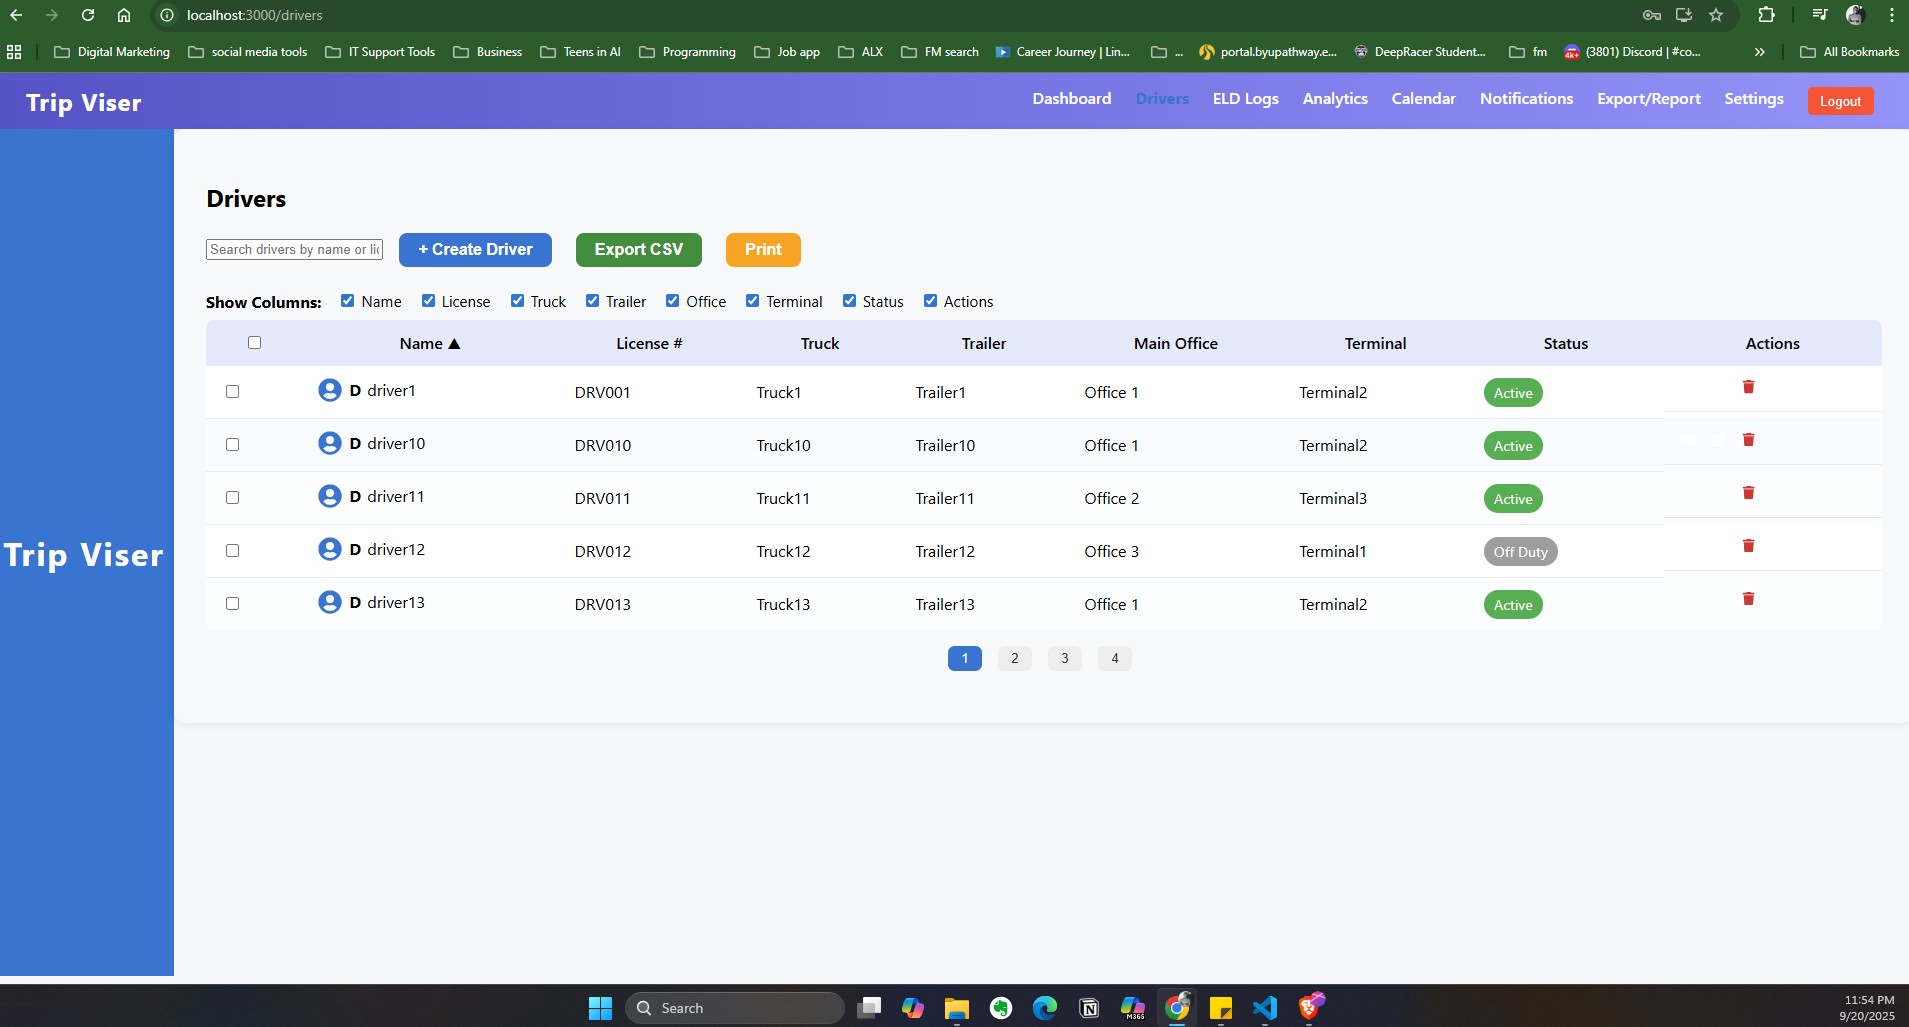 localhost:3000/drivers
Digital Marketing social media tools IT Support Tools Business Teens in AI Programming Job app ALX FM search Career Journey | Lin... ... portal.byupathway.e... DeepRacer Student... fm (3801) Discord | #co... » All Bookmarks
Trip Viser Dashboard Drivers ELD Logs Analytics Calendar Notifications Export/Report Settings Logout
Drivers
Search drivers by name or lic + Create Driver Export CSV Print
Show Columns: Name License Truck Trailer Office Terminal Status Actions
Name ▲ License # Truck Trailer Main Office Terminal Status Actions
D driver1 DRV001 Truck1 Trailer1 Office 1 Terminal2 Active
D driver10 DRV010 Truck10 Trailer10 Office 1 Terminal2 Active
D driver11 DRV011 Truck11 Trailer11 Office 2 Terminal3 Active
D driver12 DRV012 Truck12 Trailer12 Office 3 Terminal1 Off Duty
D driver13 DRV013 Truck13 Trailer13 Office 1 Terminal2 Active
Trip Viser
1 2 3 4
Search
M365
11:54 PM
9/20/2025